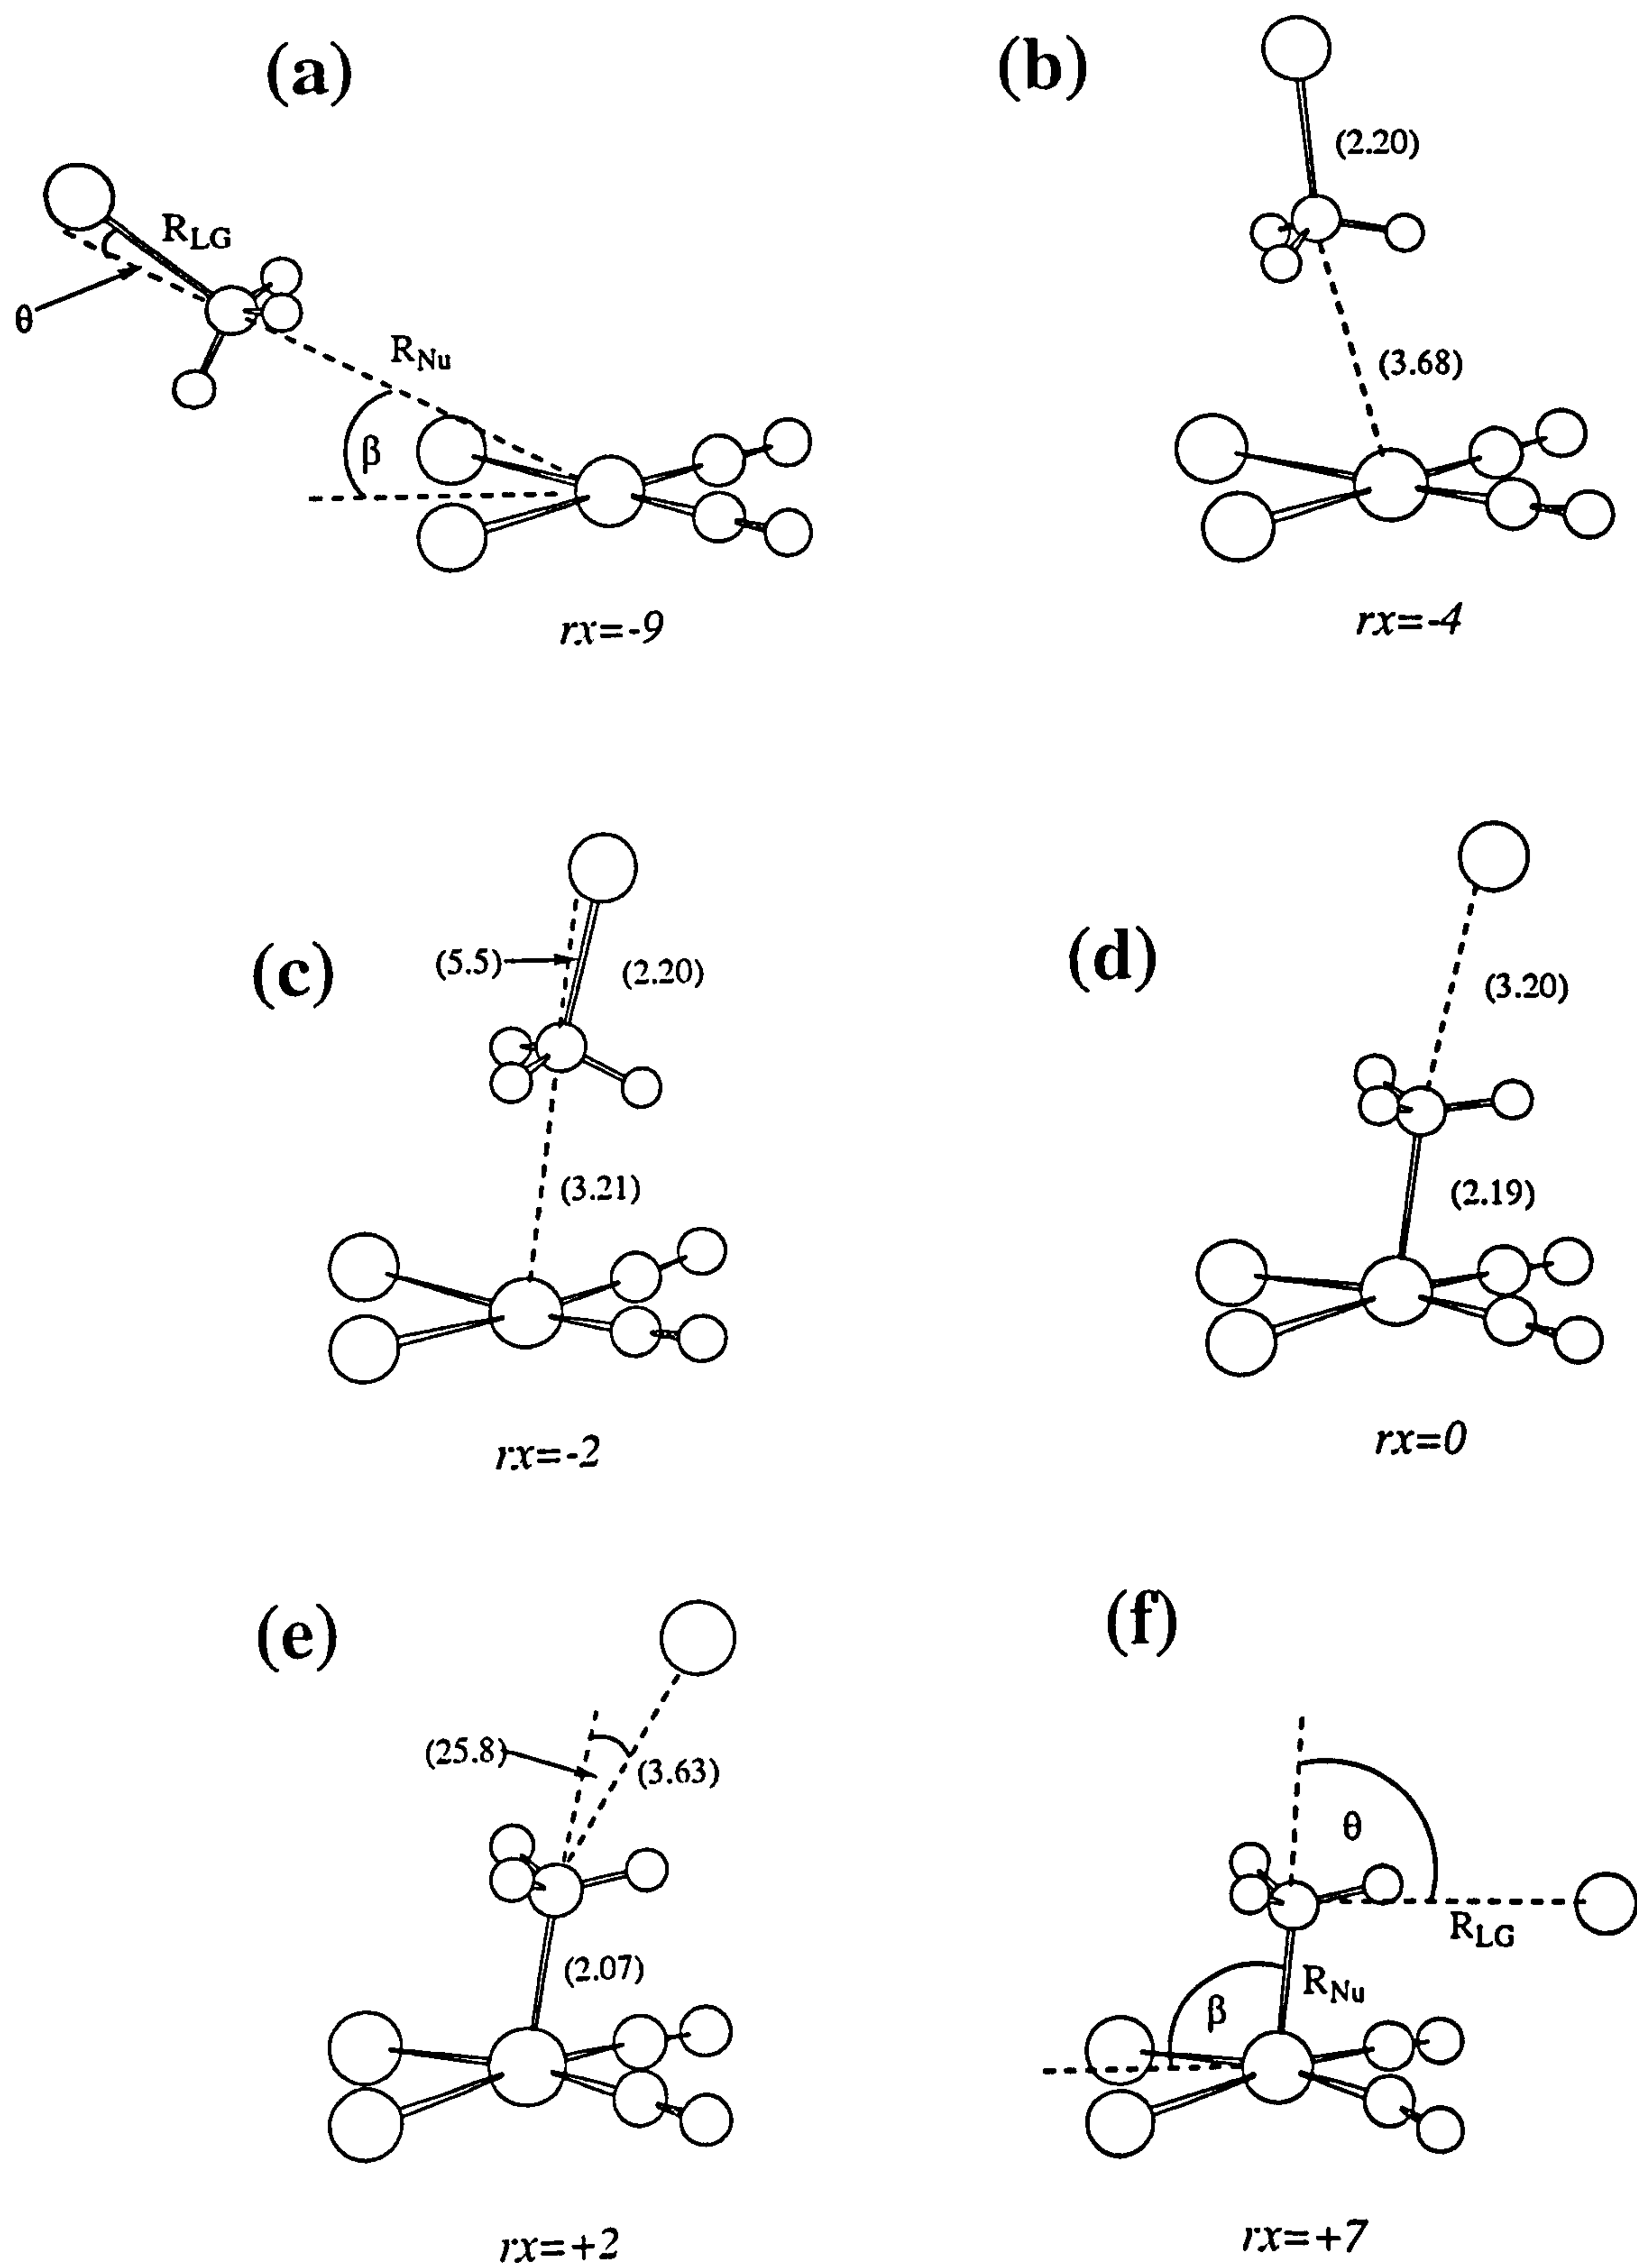 (a)
R_LG
θ
R_Nu
β
rx=-9
(b)
(2.20)
(3.68)
rx=-4
(c)
(5.5)
(2.20)
(3.21)
rx=-2
(d)
(3.20)
(2.19)
rx=0
(e)
(25.8)
(3.63)
(2.07)
rx=+2
(f)
θ
R_LG
R_Nu
β
rx=+7